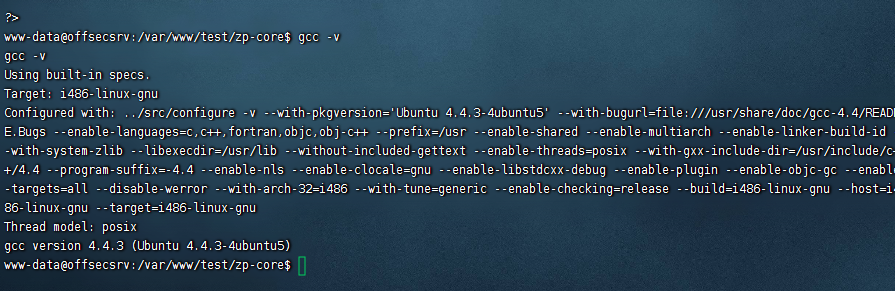 ?>
www-data@offsecsrv:/var/www/test/zp-core$ gcc -v
gcc -v
Using built-in specs.
Target: i486-linux-gnu
Configured with: ../src/configure -v --with-pkgversion='Ubuntu 4.4.3-4ubuntu5' --with-bugurl=file:///usr/share/doc/gcc-4.4/READM
E.Bugs --enable-languages=c,c++,fortran,objc,obj-c++ --prefix=/usr --enable-shared --enable-multiarch --enable-linker-build-id
-with-system-zlib --libexecdir=/usr/lib --without-included-gettext --enable-threads=posix --with-gxx-include-dir=/usr/include/c+
+/4.4 --program-suffix=-4.4 --enable-nls --enable-clocale=gnu --enable-libstdcxx-debug --enable-plugin --enable-objc-gc --enable
-targets=all --disable-werror --with-arch-32=i486 --with-tune=generic --enable-checking=release --build=i486-linux-gnu --host=i4
86-linux-gnu --target=i486-linux-gnu
Thread model: posix
gcc version 4.4.3 (Ubuntu 4.4.3-4ubuntu5)
www-data@offsecsrv:/var/www/test/zp-core$